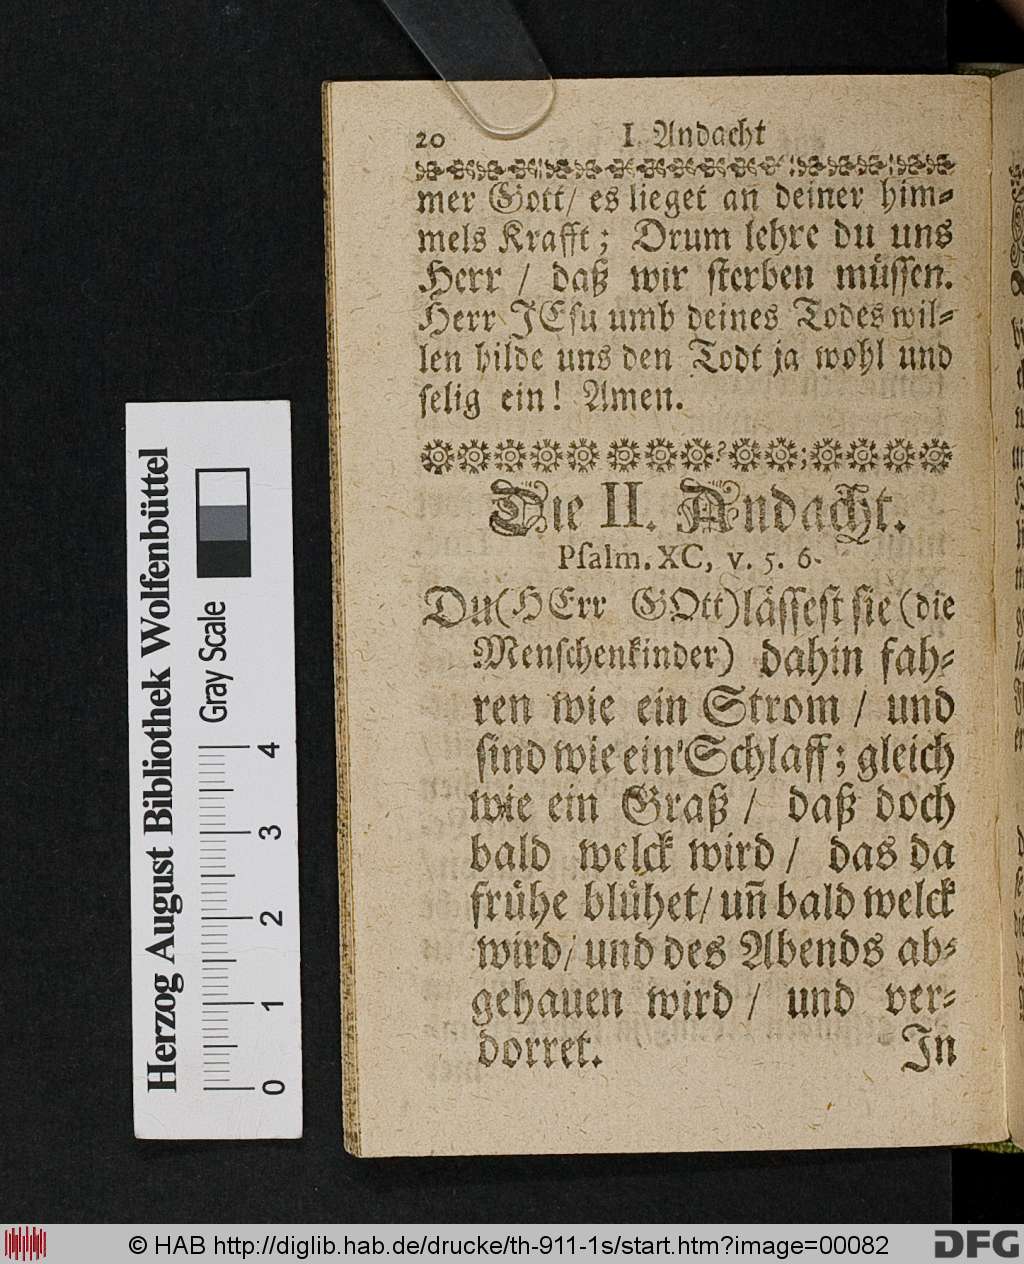 20 I. Andacht
mer Gott/ es lieget an deiner him-
mels Krafft; Drum lehre du uns
Herr / daß wir sterben müssen.
Herr JEsu umb deines Todes wil-
len bilde uns den Todt ja wohl und
selig ein! Amen.
Die II. Andacht.
Psalm. XC, v. 5. 6.
Du(HErr GOtt)lässest sie (die
Menschenkinder) dahin fah-
ren wie ein Strom / und
sind wie ein Schlaff; gleich
wie ein Graß / daß doch
bald welck wird / das da
frühe blühet/ un̄ bald welck
wird/ und des Abends ab-
gehauen wird / und ver-
dorret.
In
Herzog August Bibliothek Wolfenbüttel
Gray Scale
0 1 2 3 4
© HAB http://diglib.hab.de/drucke/th-911-1s/start.htm?image=00082
DFG